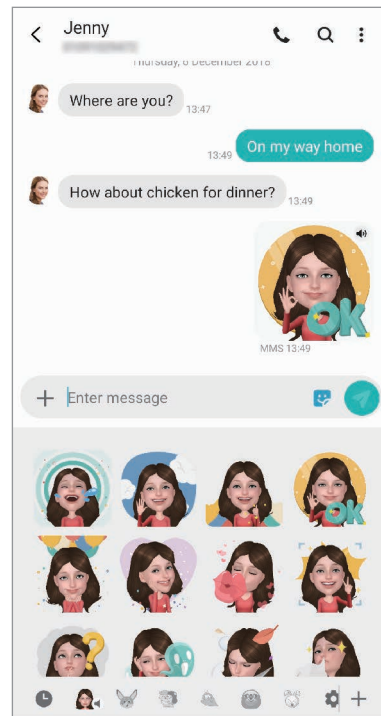 Jenny
Thursday, 6 December 2018
Where are you?
13:47
On my way home
13:49
How about chicken for dinner?
13:49
OK
MMS 13:49
Enter message
OK